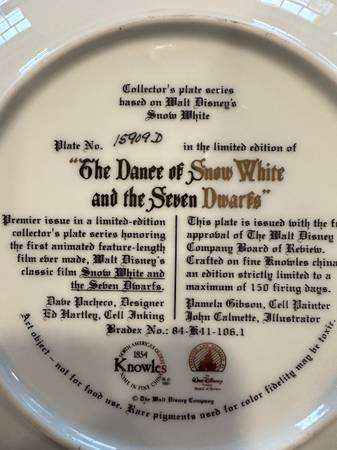 Collector's plate series
based on Walt Disney's
Snow White
Plate No. 15909D in the limited edition of
"The Dance of Snow White
and the Seven Dwarfs"
Premier issue in a limited-edition
collector's plate series honoring
the first animated feature-length
film ever made, Walt Disney's
classic film Snow White and
the Seven Dwarfs.
Dave Pacheco, Designer
Ed Hartley, Cell Inking
This plate is issued with the
approval of The Walt Disney
Company Board of Review.
Crafted on fine Knowles china
an edition strictly limited to a
maximum of 150 firing days.
Pamela Gibson, Cell Painter
John Calmette, Illustrator
Bradex No.: 84-K41-106.1
1854
Knowles
Walt Disney
© The Walt Disney Company
Art object – not for food use. Rare pigments used for color fidelity may be toxic.